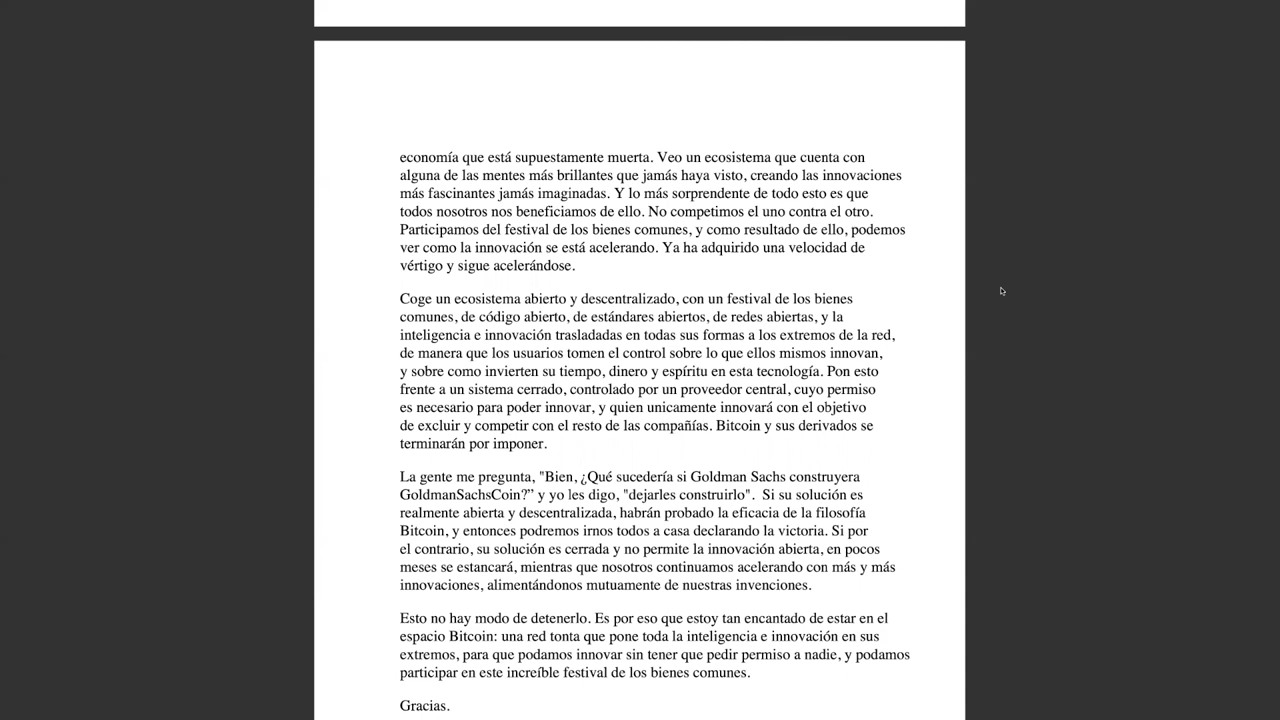 economía que está supuestamente muerta. Veo un ecosistema que cuenta con
alguna de las mentes más brillantes que jamás haya visto, creando las innovaciones
más fascinantes jamás imaginadas. Y lo más sorprendente de todo esto es que
todos nosotros nos beneficiamos de ello. No competimos el uno contra el otro.
Participamos del festival de los bienes comunes, y como resultado de ello, podemos
ver como la innovación se está acelerando. Ya ha adquirido una velocidad de
vértigo y sigue acelerándose.
Coge un ecosistema abierto y descentralizado, con un festival de los bienes
comunes, de código abierto, de estándares abiertos, de redes abiertas, y la
inteligencia e innovación trasladadas en todas sus formas a los extremos de la red,
de manera que los usuarios tomen el control sobre lo que ellos mismos innovan,
y sobre como invierten su tiempo, dinero y espíritu en esta tecnología. Pon esto
frente a un sistema cerrado, controlado por un proveedor central, cuyo permiso
es necesario para poder innovar, y quien unicamente innovará con el objetivo
de excluir y competir con el resto de las compañías. Bitcoin y sus derivados se
terminarán por imponer.
La gente me pregunta, "Bien, ¿Qué sucedería si Goldman Sachs construyera
GoldmanSachsCoin?” y yo les digo, "dejarles construirlo".  Si su solución es
realmente abierta y descentralizada, habrán probado la eficacia de la filosofía
Bitcoin, y entonces podremos irnos todos a casa declarando la victoria. Si por
el contrario, su solución es cerrada y no permite la innovación abierta, en pocos
meses se estancará, mientras que nosotros continuamos acelerando con más y más
innovaciones, alimentándonos mutuamente de nuestras invenciones.
Esto no hay modo de detenerlo. Es por eso que estoy tan encantado de estar en el
espacio Bitcoin: una red tonta que pone toda la inteligencia e innovación en sus
extremos, para que podamos innovar sin tener que pedir permiso a nadie, y podamos
participar en este increíble festival de los bienes comunes.
Gracias.